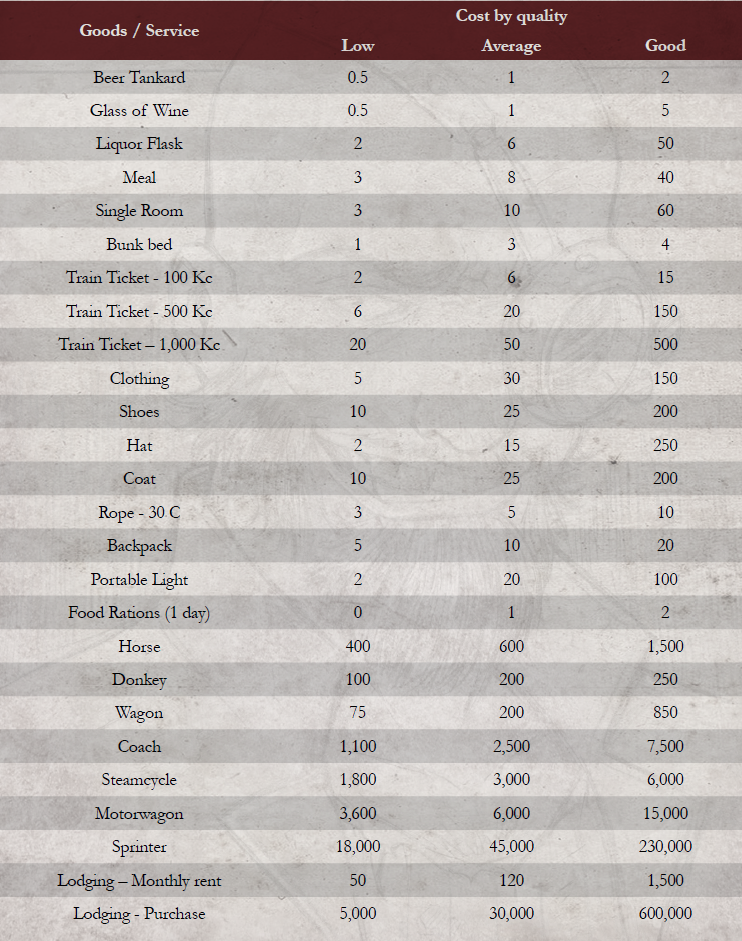 Goods / Service Cost by quality
Low Average Good
Beer Tankard 0.5 1 2
Glass of Wine 0.5 1 5
Liquor Flask 2 6 50
Meal 3 8 40
Single Room 3 10 60
Bunk bed 1 3 4
Train Ticket - 100 Kc 2 6 15
Train Ticket - 500 Kc 6 20 150
Train Ticket – 1,000 Kc 20 50 500
Clothing 5 30 150
Shoes 10 25 200
Hat 2 15 250
Coat 10 25 200
Rope - 30 C 3 5 10
Backpack 5 10 20
Portable Light 2 20 100
Food Rations (1 day) 0 1 2
Horse 400 600 1,500
Donkey 100 200 250
Wagon 75 200 850
Coach 1,100 2,500 7,500
Steamcycle 1,800 3,000 6,000
Motorwagon 3,600 6,000 15,000
Sprinter 18,000 45,000 230,000
Lodging – Monthly rent 50 120 1,500
Lodging - Purchase 5,000 30,000 600,000